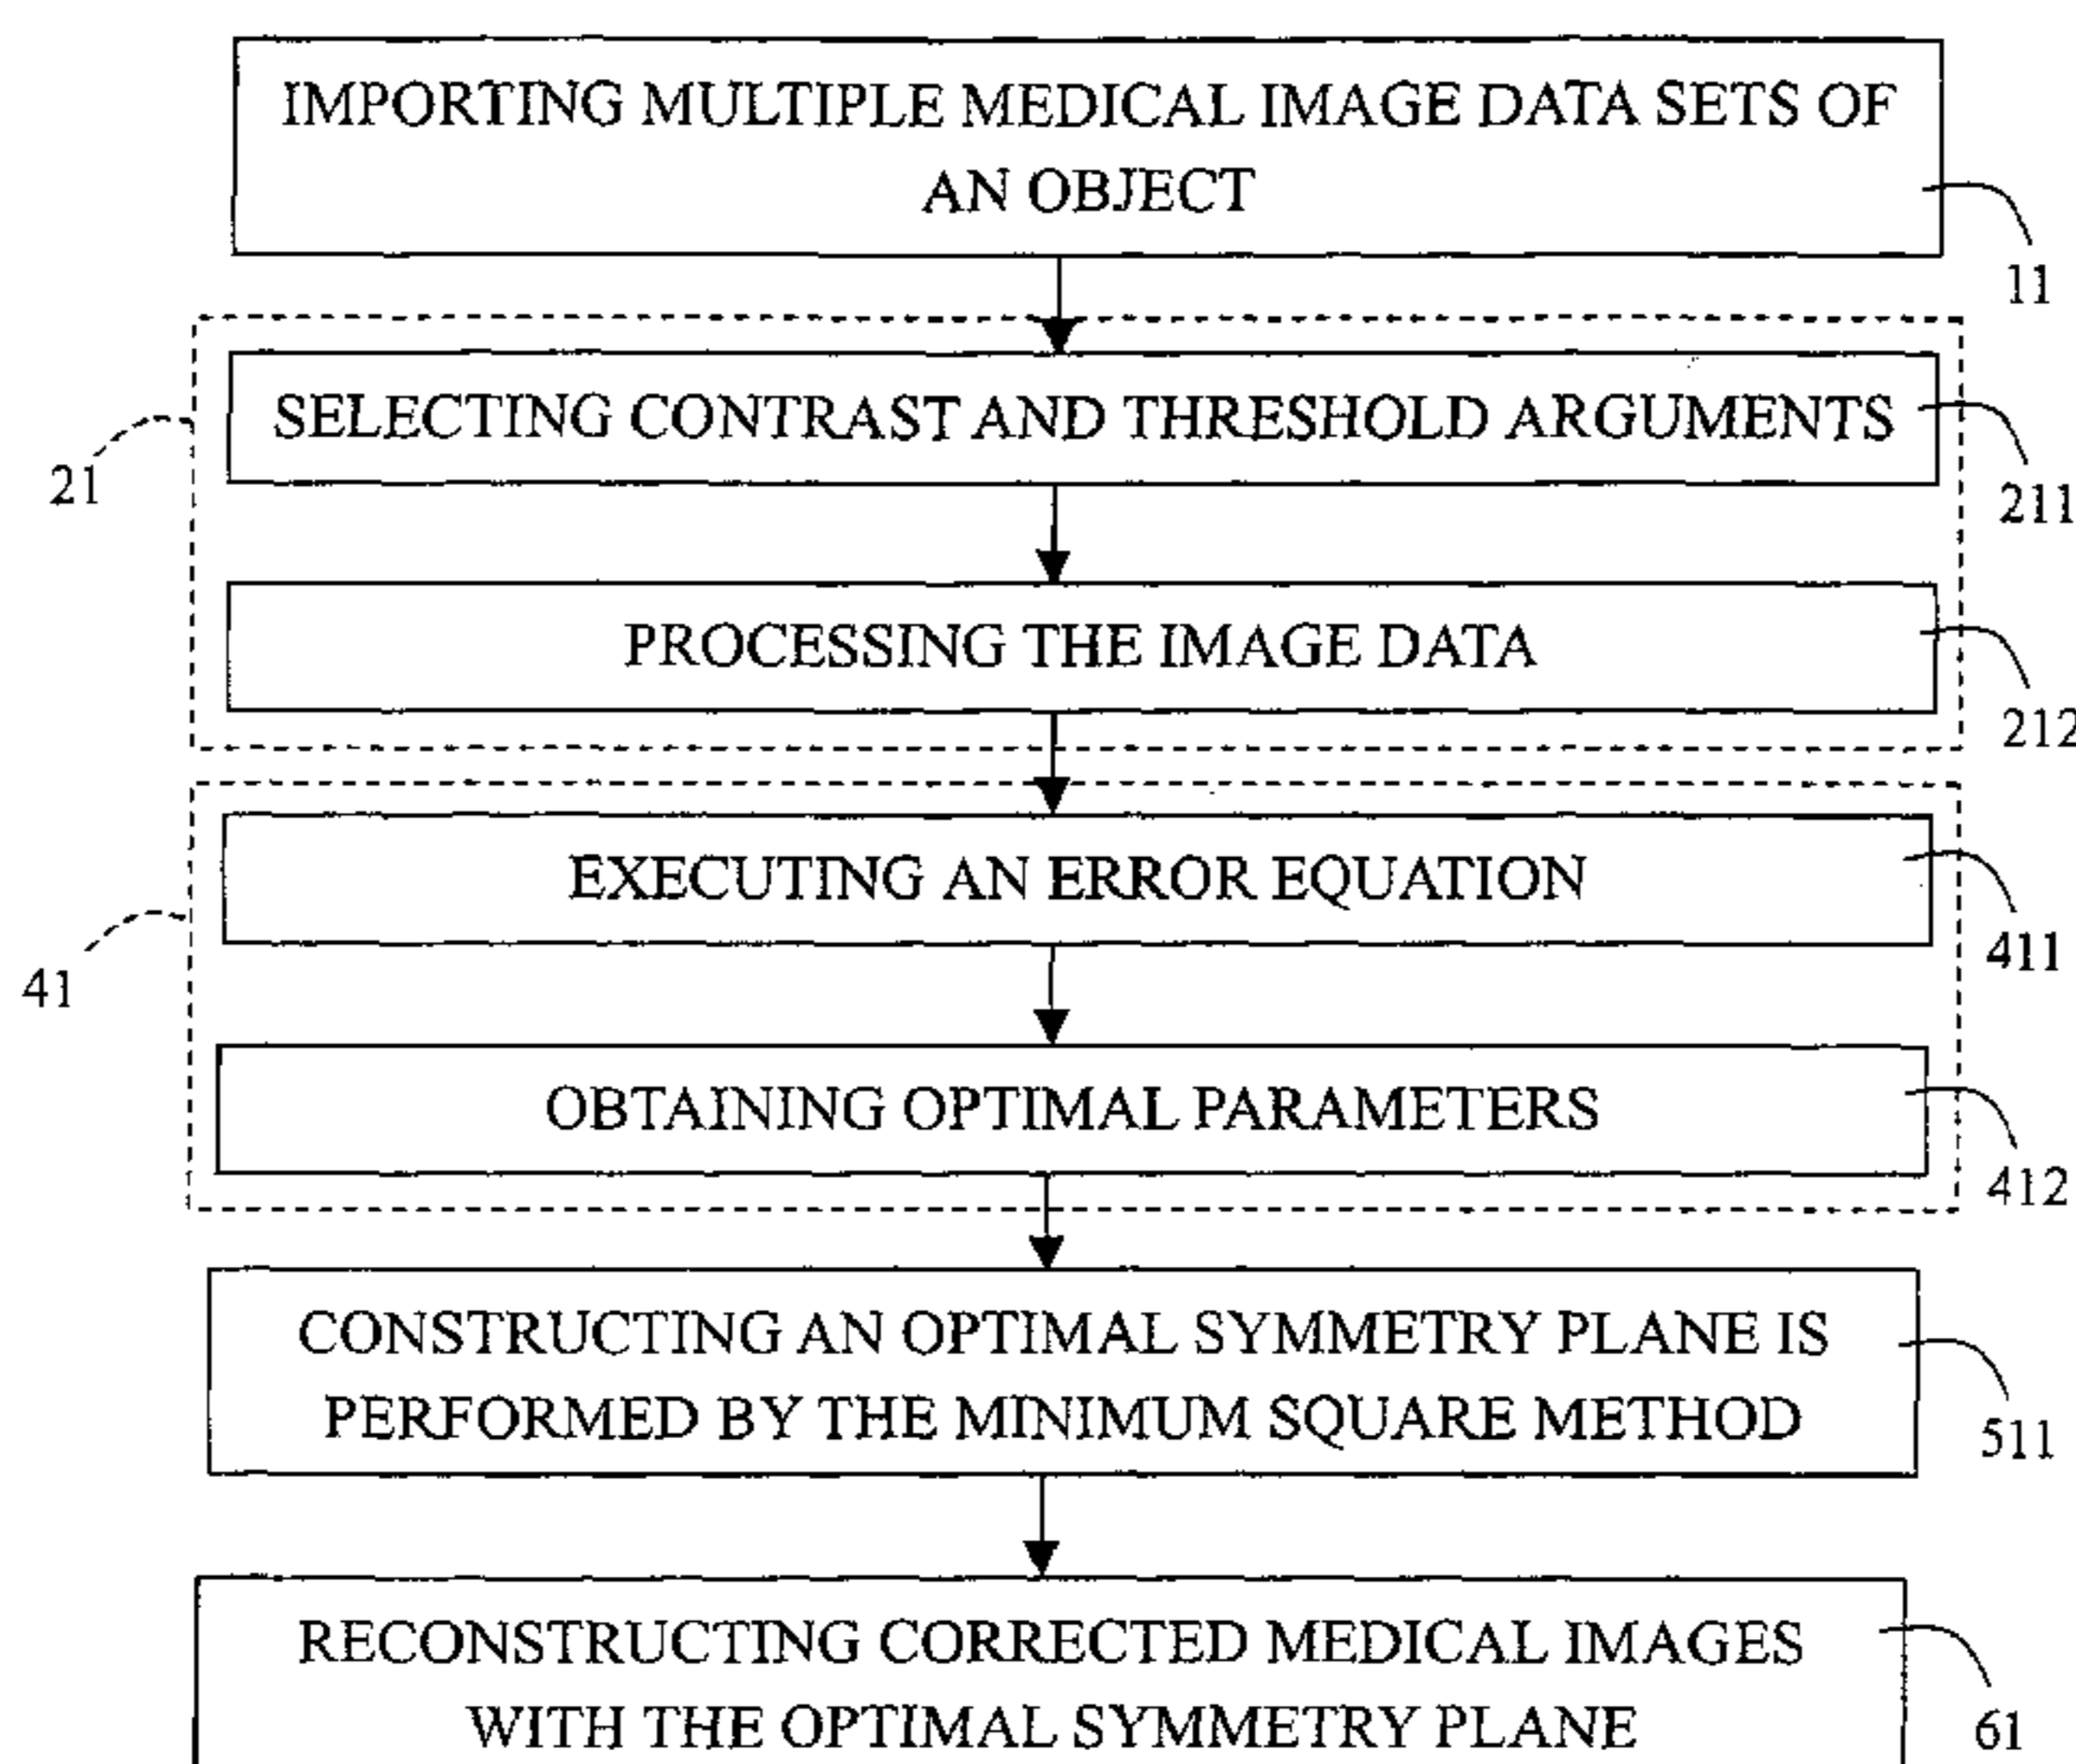 IMPORTING MULTIPLE MEDICAL IMAGE DATA SETS OF
AN OBJECT
11
SELECTING CONTRAST AND THRESHOLD ARGUMENTS
21
211
PROCESSING THE IMAGE DATA
212
EXECUTING AN ERROR EQUATION
411
41
OBTAINING OPTIMAL PARAMETERS
412
CONSTRUCTING AN OPTIMAL SYMMETRY PLANE IS
PERFORMED BY THE MINIMUM SQUARE METHOD
511
RECONSTRUCTING CORRECTED MEDICAL IMAGES
WITH THE OPTIMAL SYMMETRY PLANE
61